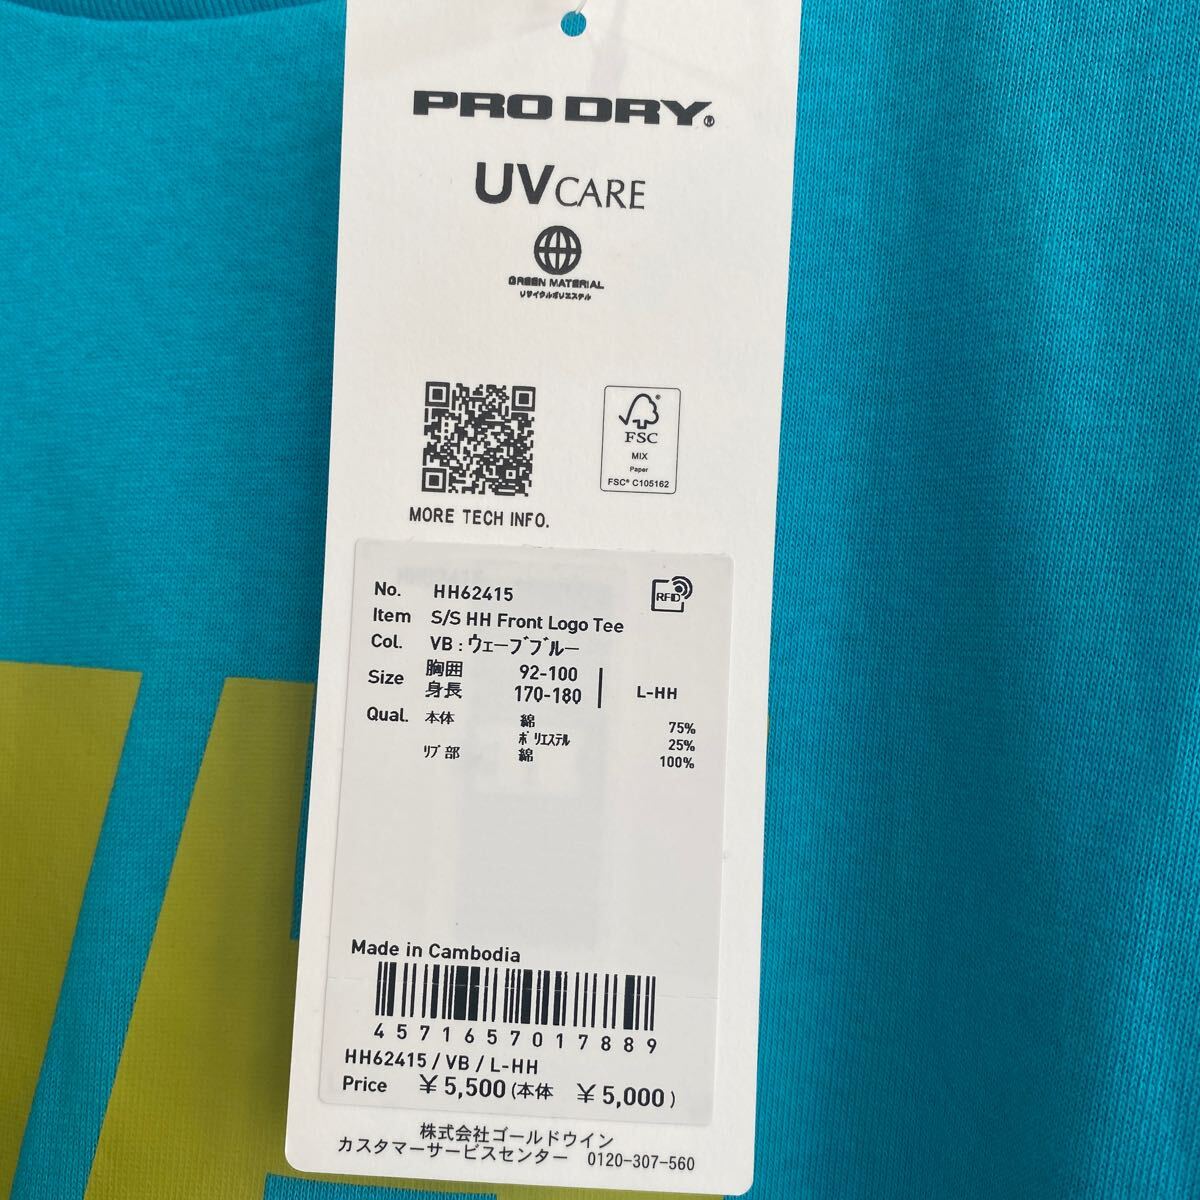 PRO DRY®
UV CARE
GREEN MATERIAL
リサイクルポリエステル
FSC
MIX
Paper
FSC® C105162
MORE TECH INFO.
No. HH62415
RFID
Item S/S HH Front Logo Tee
Col. VB : ウェーブブルー
Size 胸囲 92-100
身長 170-180
L-HH
Qual. 本体 綿 75%
ポリエステル 25%
リブ部 綿 100%
Made in Cambodia
4571657017889
HH62415 / VB / L-HH
Price ¥5,500 (本体 ¥5,000)
株式会社ゴールドウイン
カスタマーサービスセンター 0120-307-560